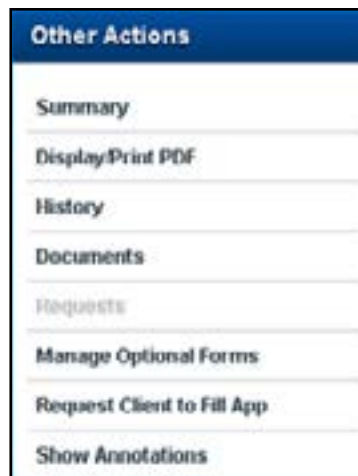 Other Actions
Summary
Display/Print PDF
History
Documents
Requests
Manage Optional Forms
Request Client to Fill App
Show Annotations